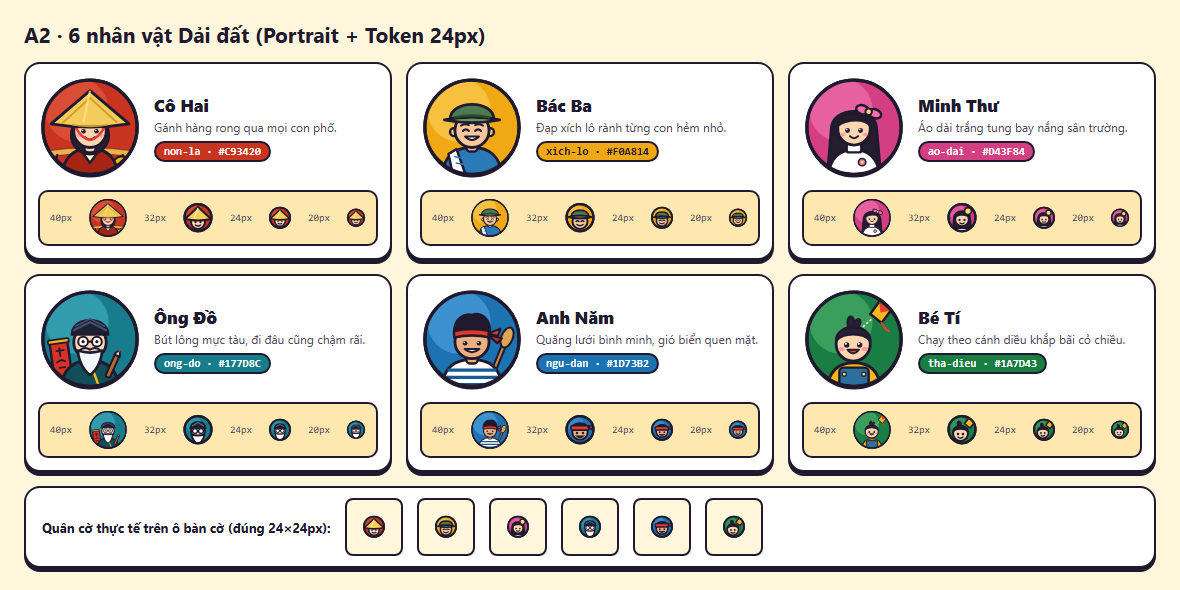 A2 · 6 nhân vật Dải đất (Portrait + Token 24px)
Cô Hai
Gánh hàng rong qua mọi con phố.
non-la · #C93420
40px 32px 24px 20px
Bác Ba
Đạp xích lô rành từng con hẻm nhỏ.
xich-lo · #F0A814
40px 32px 24px 20px
Minh Thư
Áo dài trắng tung bay nắng sân trường.
ao-dai · #D43F84
40px 32px 24px 20px
Ông Đồ
Bút lông mực tàu, đi đâu cũng chậm rãi.
ong-do · #177D8C
40px 32px 24px 20px
Anh Năm
Quăng lưới bình minh, gió biển quen mặt.
ngu-dan · #1D73B2
40px 32px 24px 20px
Bé Tí
Chạy theo cánh diều khắp bãi cỏ chiều.
tha-dieu · #1A7D43
40px 32px 24px 20px
Quân cờ thực tế trên ô bàn cờ (đúng 24×24px):